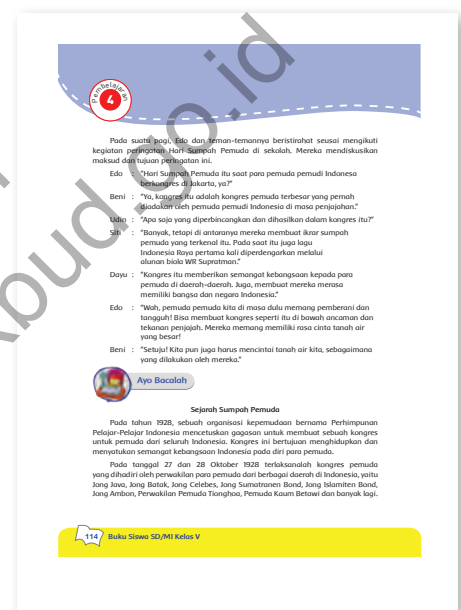 Pembelajaran
4
Pada suatu pagi, Edo dan teman-temannya beristirahat seusai mengikuti
kegiatan peringatan Hari Sumpah Pemuda di sekolah. Mereka mendiskusikan
maksud dan tujuan peringatan ini.
Edo : “Hari Sumpah Pemuda itu saat para pemuda pemudi Indonesa
berkongres di Jakarta, ya?”
Beni : “Ya, kongres itu adalah kongres pemuda terbesar yang pernah
diadakan oleh pemuda pemudi Indonesia di masa penjajahan.”
Udin : “Apa saja yang diperbincangkan dan dihasilkan dalam kongres itu?”
Siti : “Banyak, tetapi di antaranya mereka membuat ikrar sumpah
pemuda yang terkenal itu. Pada saat itu juga lagu
Indonesia Raya pertama kali diperdengarkan melalui
alunan biola WR Supratman.”
Dayu : “Kongres itu memberikan semangat kebangsaan kepada para
pemuda di daerah-daerah. Juga, membuat mereka merasa
memiliki bangsa dan negara Indonesia.”
Edo : “Wah, pemuda pemuda kita di masa dulu memang pemberani dan
tangguh! Bisa membuat kongres seperti itu di bawah ancaman dan
tekanan penjajah. Mereka memang memiliki rasa cinta tanah air
yang besar!
Beni : “Setuju! Kita pun juga harus mencintai tanah air kita, sebagaimana
yang dilakukan oleh mereka.”
Ayo Bacalah
Sejarah Sumpah Pemuda
Pada tahun 1928, sebuah organisasi kepemudaan bernama Perhimpunan
Pelajar-Pelajar Indonesia mencetuskan gagasan untuk membuat sebuah kongres
untuk pemuda dari seluruh Indonesia. Kongres ini bertujuan menghidupkan dan
menyatukan semangat kebangsaan Indonesia pada diri para pemuda.
Pada tanggal 27 dan 28 Oktober 1928 terlaksanalah kongres pemuda
yang dihadiri oleh perwakilan para pemuda dari berbagai daerah di Indonesia, yaitu
Jong Java, Jong Batak, Jong Celebes, Jong Sumatranen Bond, Jong Islamiten Bond,
Jong Ambon, Perwakilan Pemuda Tionghoa, Pemuda Kaum Betawi dan banyak lagi.
114 Buku Siswa SD/MI Kelas V
kbud.go.id